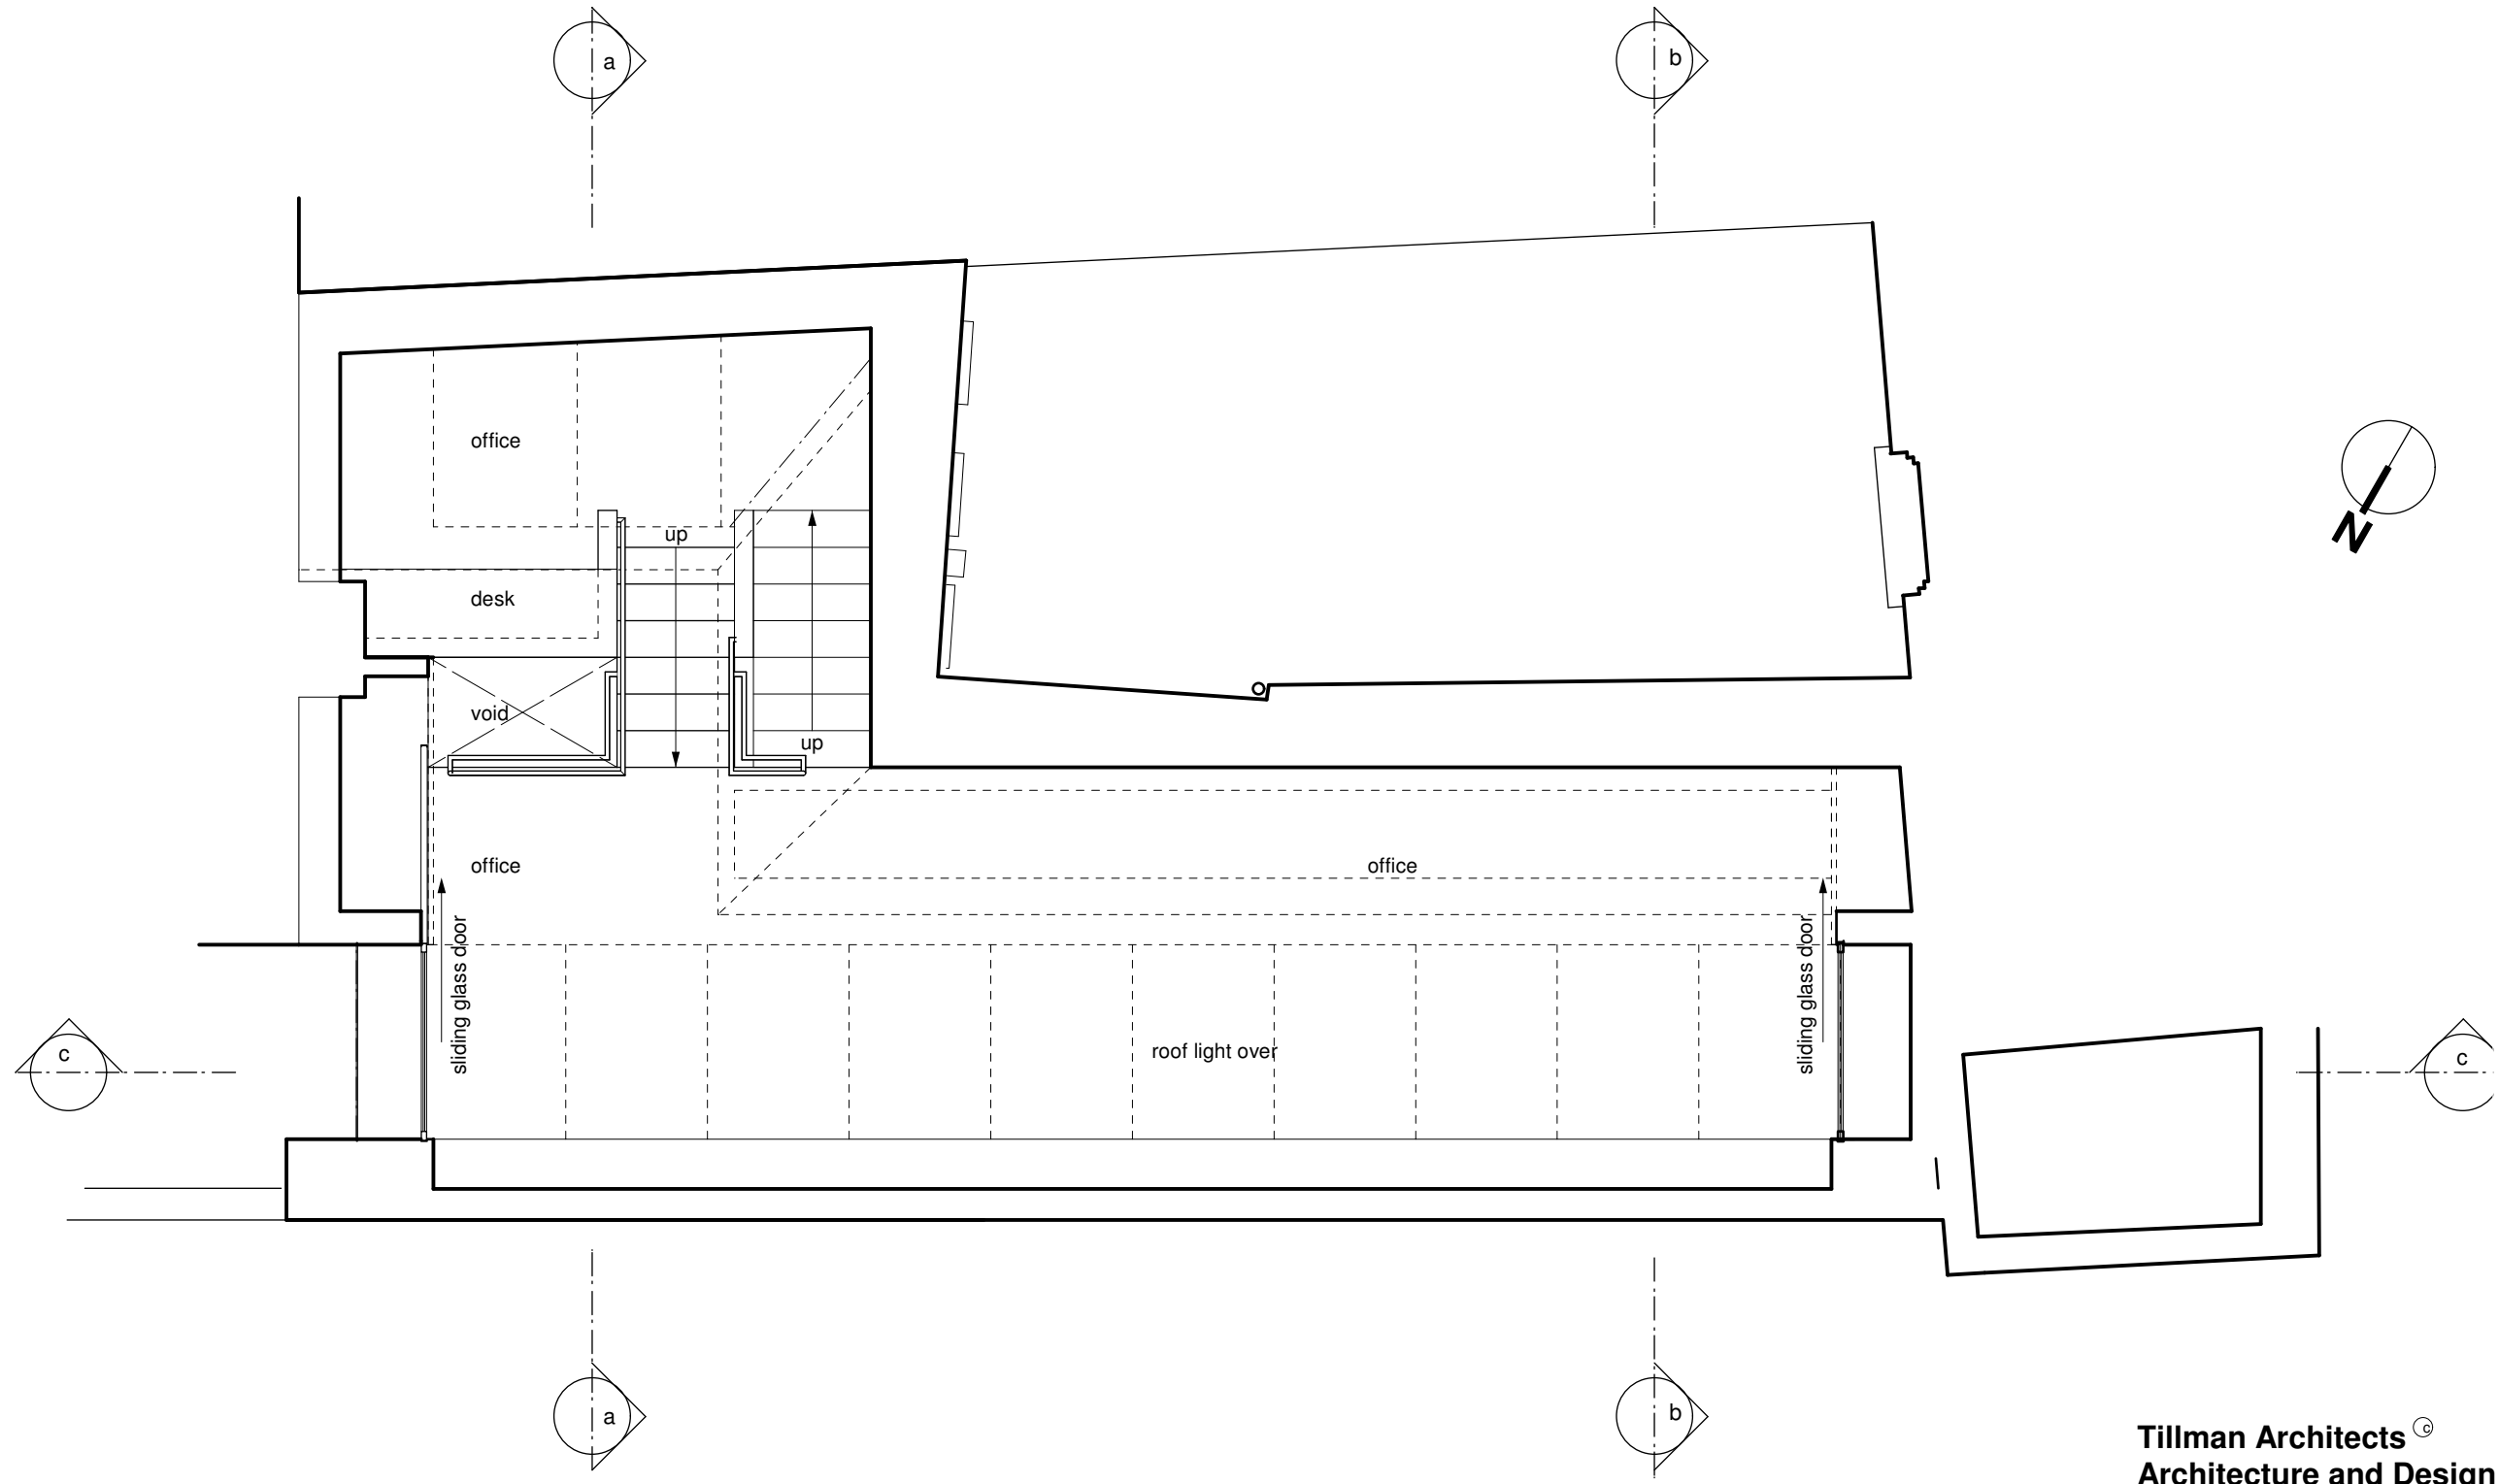 a
b
office
up
N
desk
void
up
office
office
sliding glass door
sliding glass door
roof light over
c
c
a
b
Tillman Architects ©
Architecture and Design